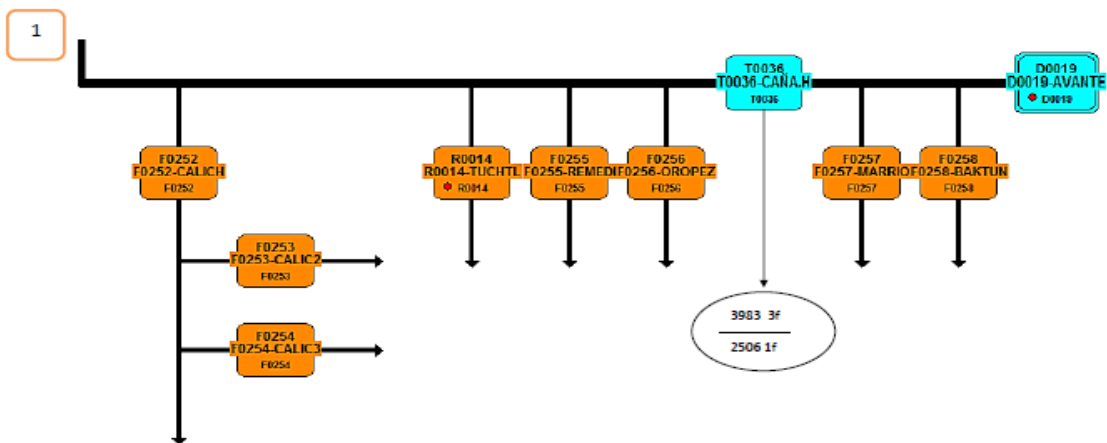 1
T0036
T0036-CAÑA.H
T0036
D0019
D0019-AVANTE
D0019
F0252
F0252-CALICH
F0252
R0014
R0014-TUCHTL
R0014
F0255
F0255-REMEDI
F0255
F0256
F0256-OROPEZ
F0256
F0257
F0257-MARRIO
F0257
F0258
F0258-BAKTUN
F0258
F0253
F0253-CALIC2
F0253
F0254
F0254-CALIC3
F0254
3983 3f
2506 1f